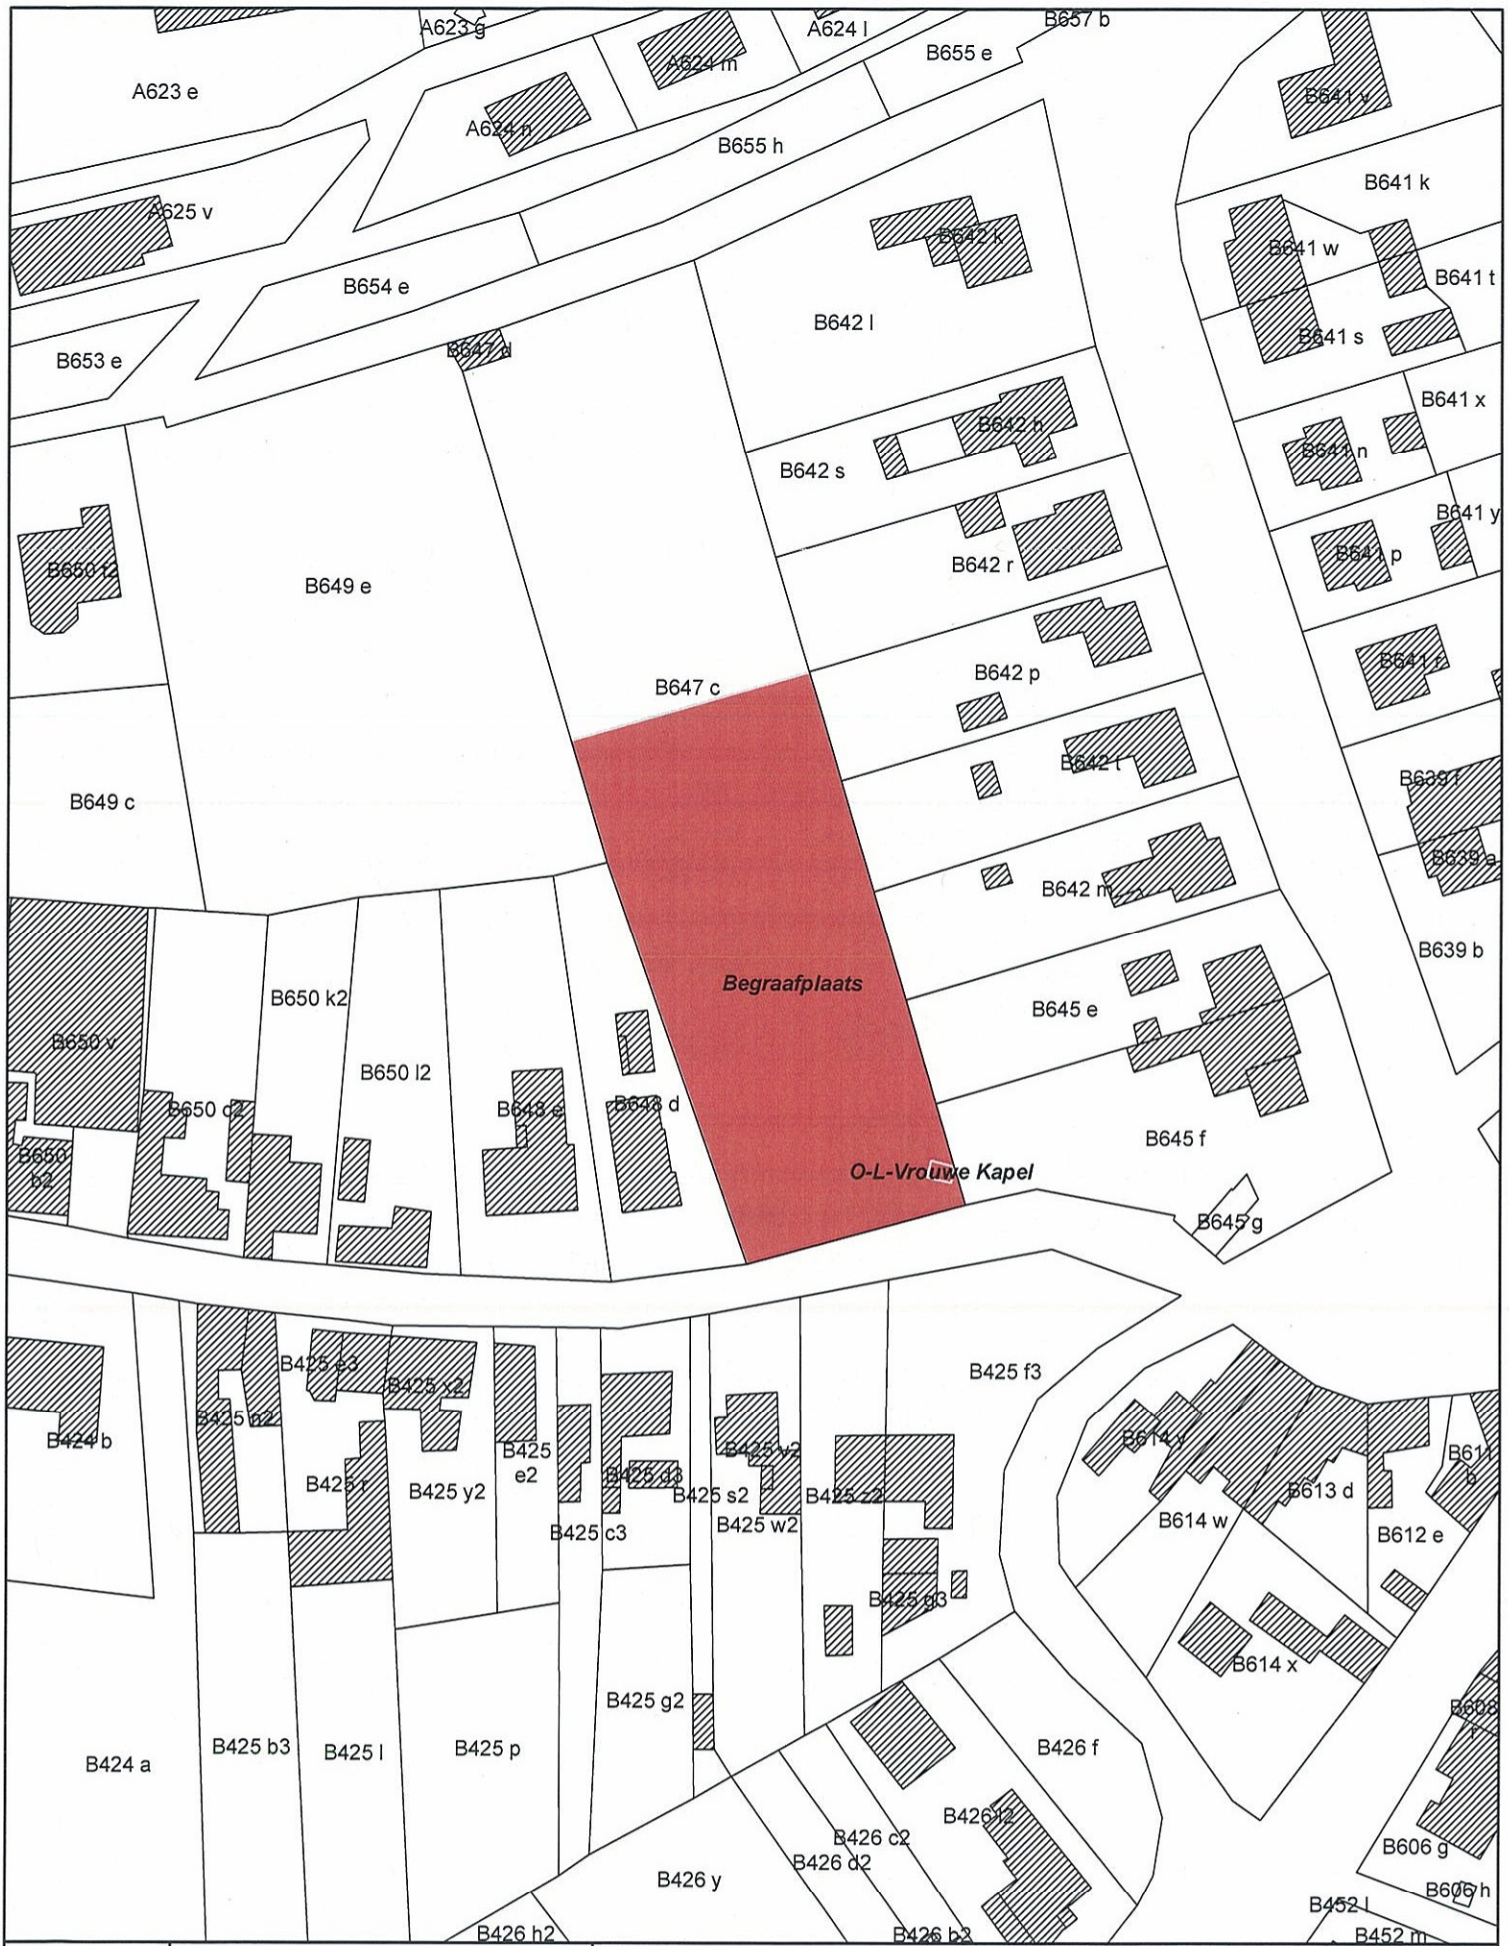 A623 g
A624 l
B657 b
A623 e
A624 m
B655 e
B641 v
A624 n
B655 h
B641 k
A625 v
B642 k
B641 w
B654 e
B641 t
B642 l
B641 s
B653 e
B647 d
B641 x
B642 n
B641 n
B642 s
B641 y
B641 p
B650 f2
B649 e
B642 r
B641 r
B642 p
B647 c
B642 t
B639 f
B649 c
B639 a
B642 m
B639 b
Begraafplaats
B650 k2
B645 e
B650 v
B650 l2
B650 d2
B648 e
B648 d
B645 f
B650
b2
O-L-Vrouwe Kapel
B645 g
B425 e3
B425 x2
B425 f3
B425 n2
B424 b
B614 y
B425
e2
B425 v2
B611
b
B425 r
B425 y2
B425 d3
B425 s2
B425 z2
B613 d
B425 c3
B425 w2
B614 w
B612 e
B425 g3
B614 x
B425 g2
B608
r
B424 a
B425 b3
B425 l
B425 p
B426 f
B426 l2
B426 c2
B606 g
B426 d2
B426 y
B606 h
B452 l
B426 h2
B426 b2
B452 m